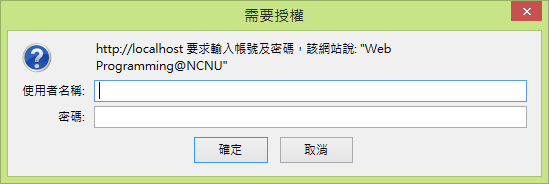 需要授權
http://localhost 要求輸入帳號及密碼，該網站說: "Web
Programming@NCNU"
使用者名稱:
密碼:
確定 取消